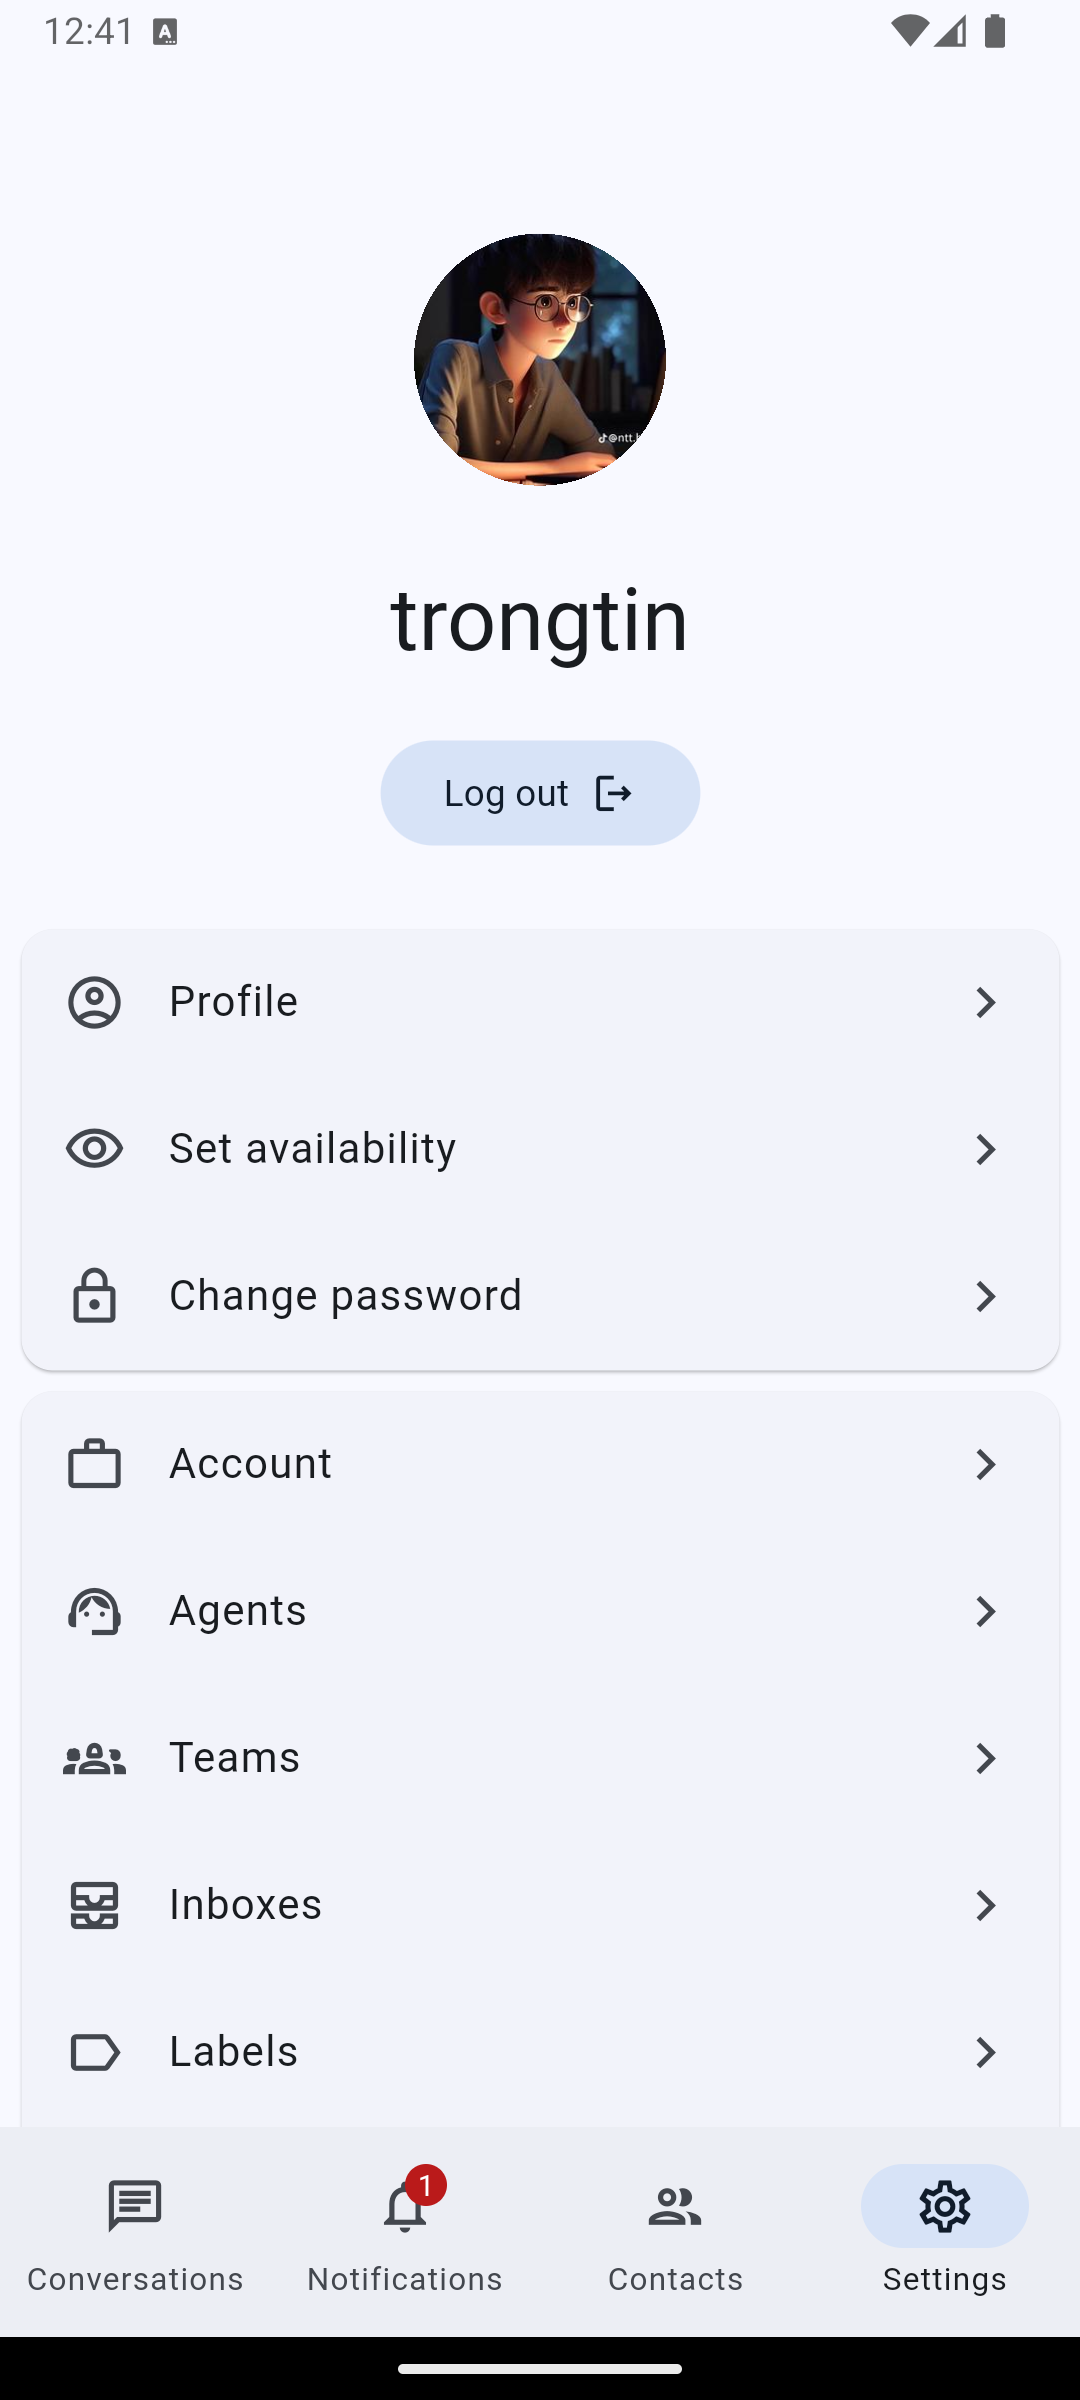 12:41
trongtin
Log out
Profile
Set availability
Change password
Account
Agents
Teams
Inboxes
Labels
1
Conversations
Notifications
Contacts
Settings